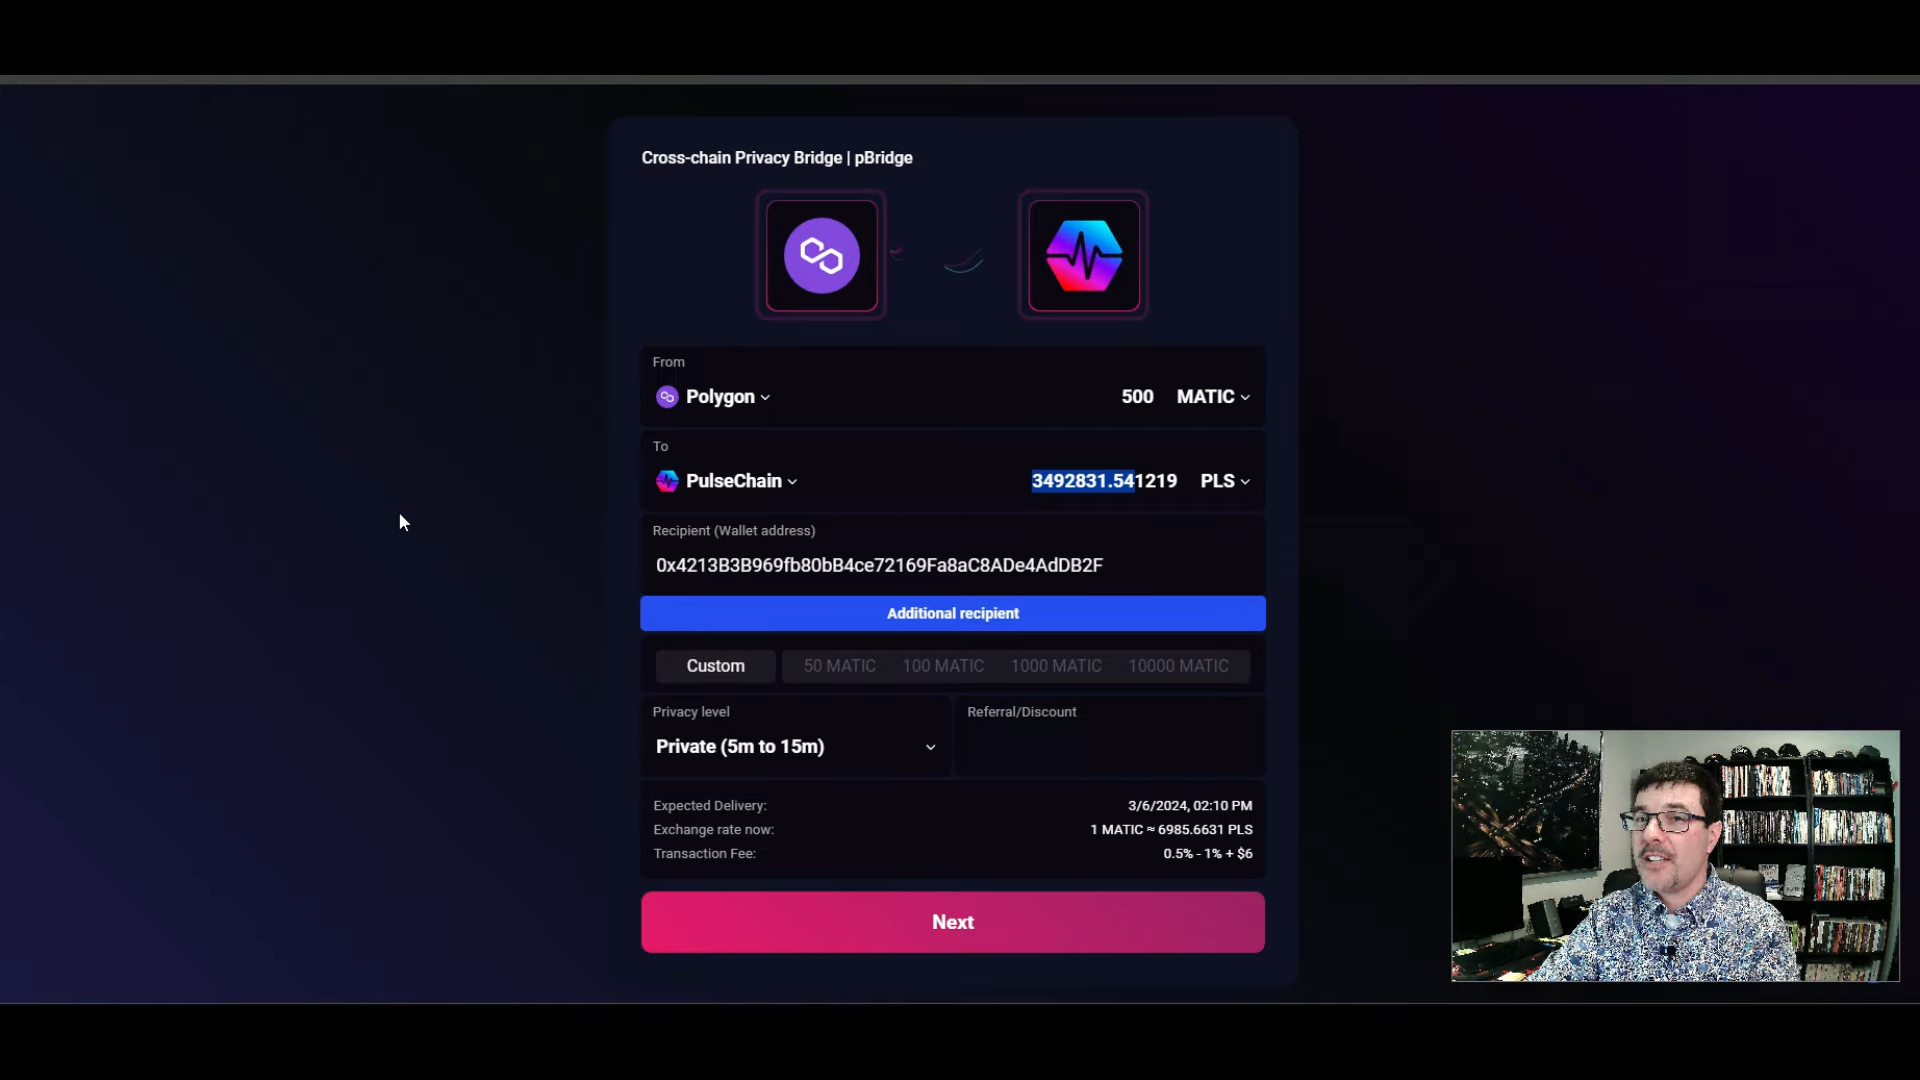 Cross-chain Privacy Bridge | pBridge
From
Polygon 500 MATIC
To
PulseChain 3492831.541219 PLS
Recipient (Wallet address)
0x4213B3B969fb80bB4ce72169Fa8aC8ADe4AdDB2F
Additional recipient
Custom 50 MATIC 100 MATIC 1000 MATIC 10000 MATIC
Privacy level Referral/Discount
Private (5m to 15m)
Expected Delivery: 3/6/2024, 02:10 PM
Exchange rate now: 1 MATIC ≈ 6985.6631 PLS
Transaction Fee: 0.5% - 1% + $6
Next